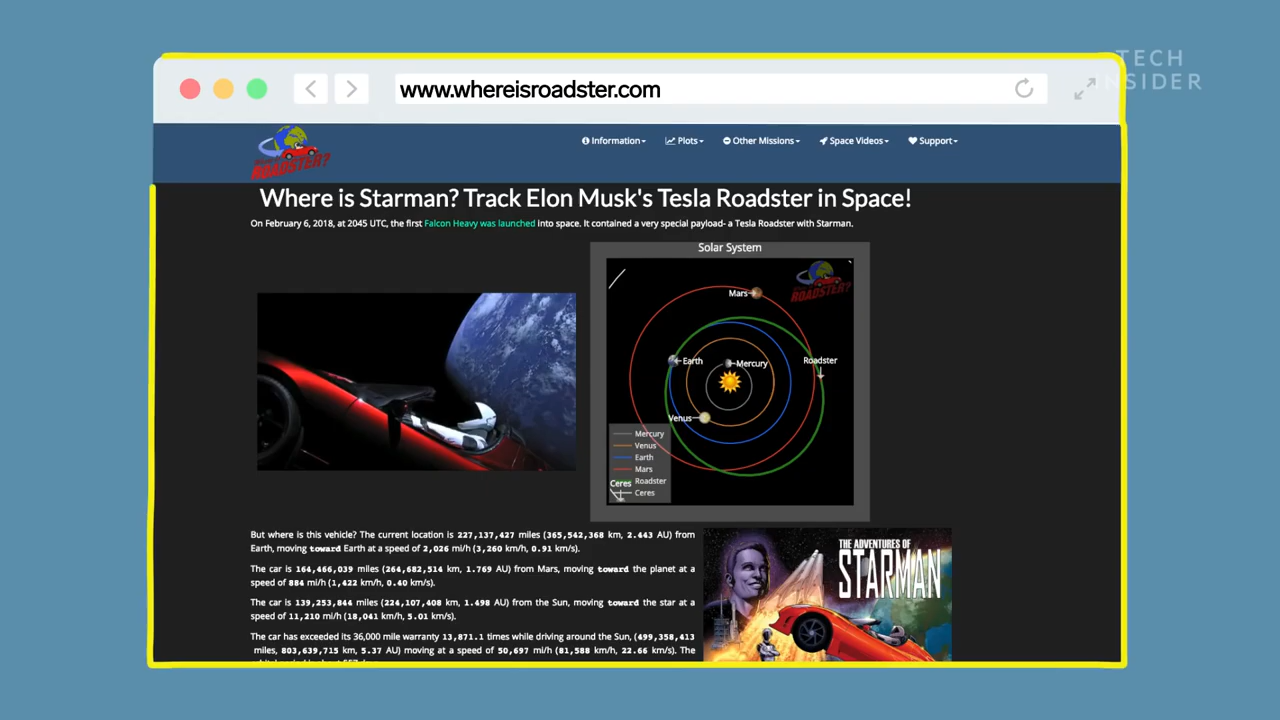 TECH
INSIDER
www.whereisroadster.com
ROADSTER?
Information
Plots
Other Missions
Space Videos
Support
Where is Starman? Track Elon Musk's Tesla Roadster in Space!
On February 6, 2018, at 2045 UTC, the first Falcon Heavy was launched into space. It contained a very special payload- a Tesla Roadster with Starman.
Solar System
ROADSTER?
Mars
Earth
Mercury
Roadster
Venus
Mercury
Venus
Earth
Mars
Roadster
Ceres
Ceres
But where is this vehicle? The current location is 227,137,427 miles (365,542,368 km, 2.443 AU) from
Earth, moving toward Earth at a speed of 2,026 mi/h (3,260 km/h, 0.91 km/s).
The car is 164,466,039 miles (264,682,514 km, 1.769 AU) from Mars, moving toward the planet at a
speed of 884 mi/h (1,422 km/h, 0.40 km/s).
The car is 139,253,844 miles (224,107,408 km, 1.498 AU) from the Sun, moving toward the star at a
speed of 11,210 mi/h (18,041 km/h, 5.01 km/s).
The car has exceeded its 36,000 mile warranty 13,871.1 times while driving around the Sun, (499,358,413
miles, 803,639,715 km, 5.37 AU) moving at a speed of 50,697 mi/h (81,588 km/h, 22.66 km/s). The
THE ADVENTURES OF
STARMAN